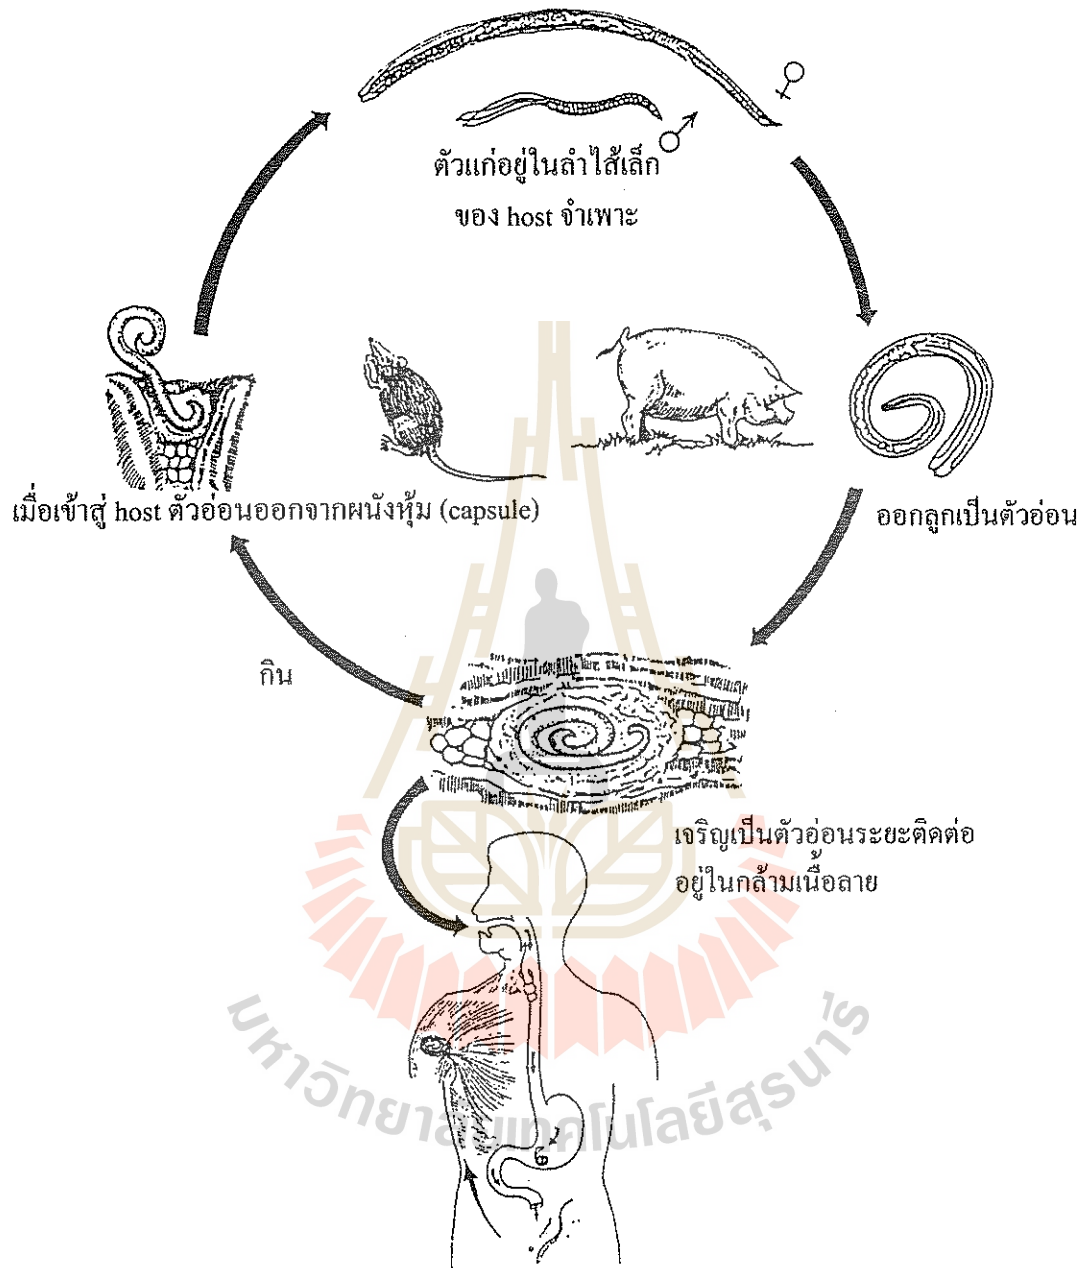 ตัวแก่อยู่ในลำไส้เล็ก
ของ host จำเพาะ
เมื่อเข้าสู่ host ตัวอ่อนออกจากผนังหุ้ม (capsule)
ออกลูกเป็นตัวอ่อน
กิน
เจริญเป็นตัวอ่อนระยะติดต่อ
อยู่ในกล้ามเนื้อลาย
มหาวิทยาลัยเทคโนโลยีสุรนารี